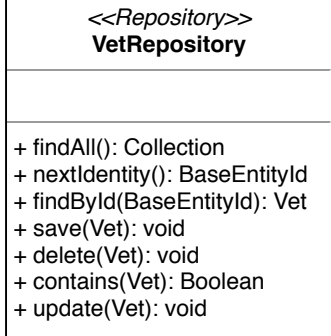 <<Repository>>
VetRepository
+ findAll(): Collection
+ nextIdentity(): BaseEntityId
+ findById(BaseEntityId): Vet
+ save(Vet): void
+ delete(Vet): void
+ contains(Vet): Boolean
+ update(Vet): void